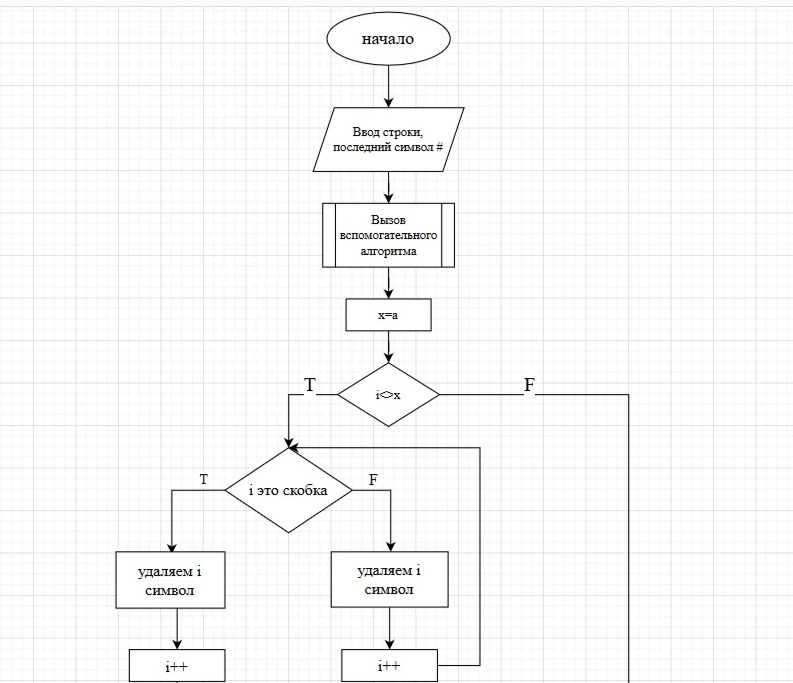 начало
Ввод строки,
последний символ #
Вызов
вспомогательного
алгоритма
x=a
T
i<>x
F
T
i это скобка
F
удаляем i
символ
удаляем i
символ
i++
i++